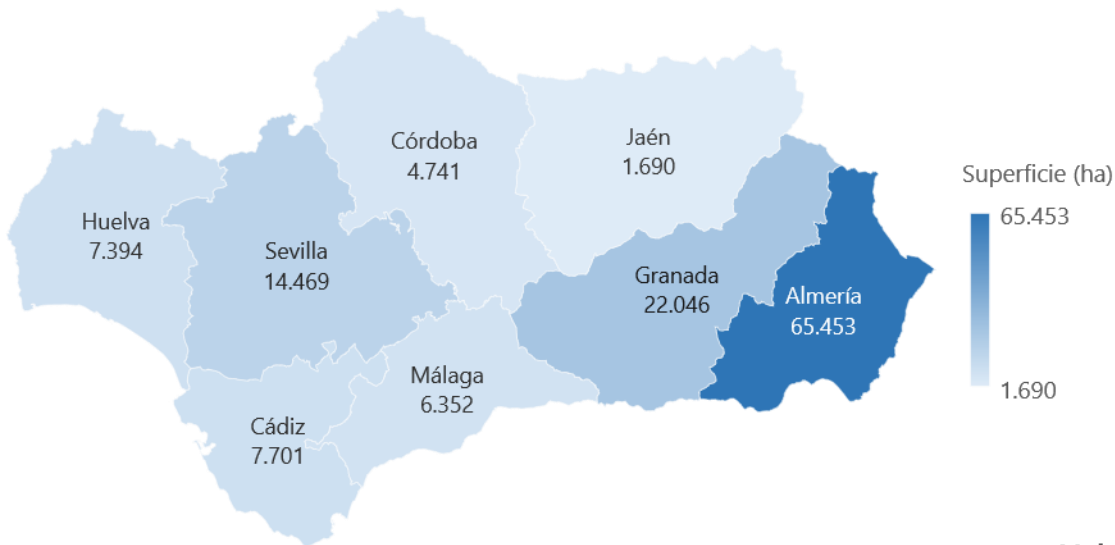 Córdoba
4.741
Jaén
1.690
Superficie (ha)
65.453
Huelva
7.394
Sevilla
14.469
Granada
22.046
Almería
65.453
Málaga
6.352
1.690
Cádiz
7.701